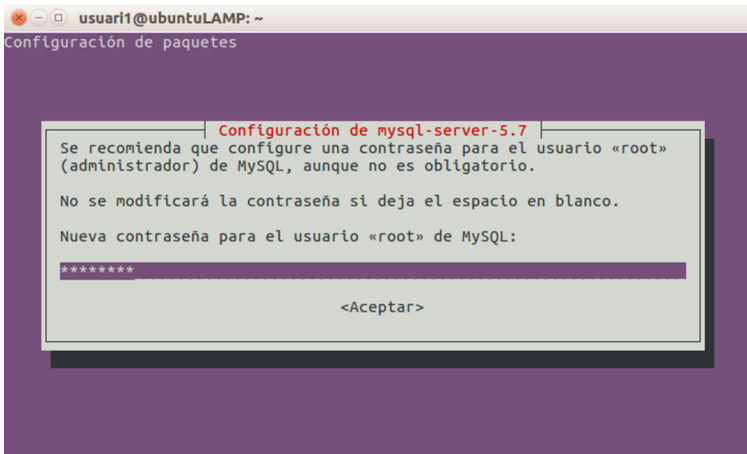 usuari1@ubuntuLAMP: ~
Configuración de paquetes
Configuración de mysql-server-5.7
Se recomienda que configure una contraseña para el usuario «root»
(administrador) de MySQL, aunque no es obligatorio.
No se modificará la contraseña si deja el espacio en blanco.
Nueva contraseña para el usuario «root» de MySQL:
********
<Aceptar>